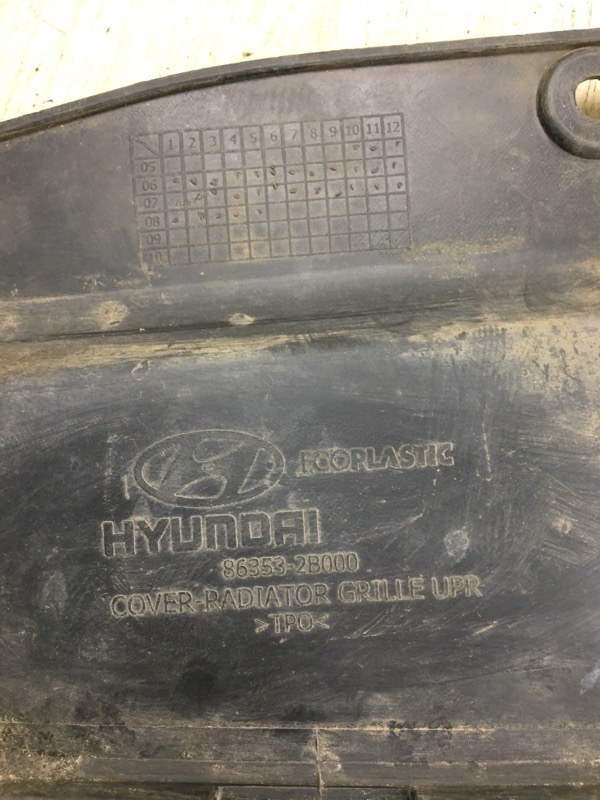 1 2 3 4 5 6 7 8 9 10 11 12
05
06
07
08
09
10
ECOPLASTIC
HYUNDAI
86353-2B000
COVER-RADIATOR GRILLE UPR
>TPO<